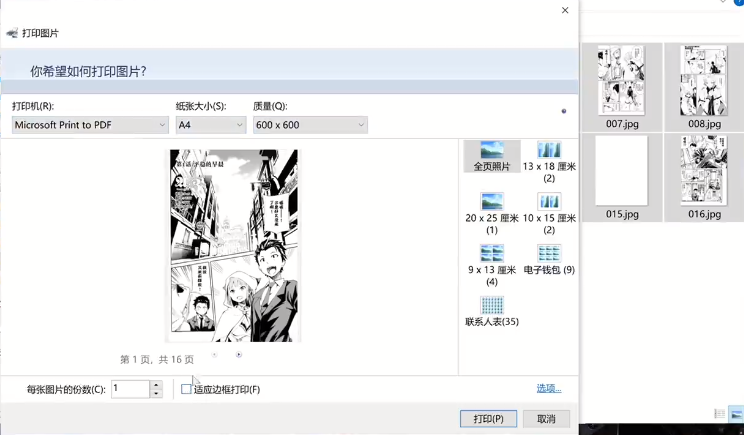 打印图片
你希望如何打印图片?
打印机(R): 纸张大小(S): 质量(Q):
Microsoft Print to PDF A4 600 x 600
全页照片
13 x 18 厘米
(2)
20 x 25 厘米
(1)
10 x 15 厘米
(2)
9 x 13 厘米
(4)
电子钱包 (9)
联系人表(35)
第 1 页，共 16 页
每张图片的份数(C): 1 适应边框打印(F) 选项...
打印(P) 取消
007.jpg 008.jpg
015.jpg 016.jpg